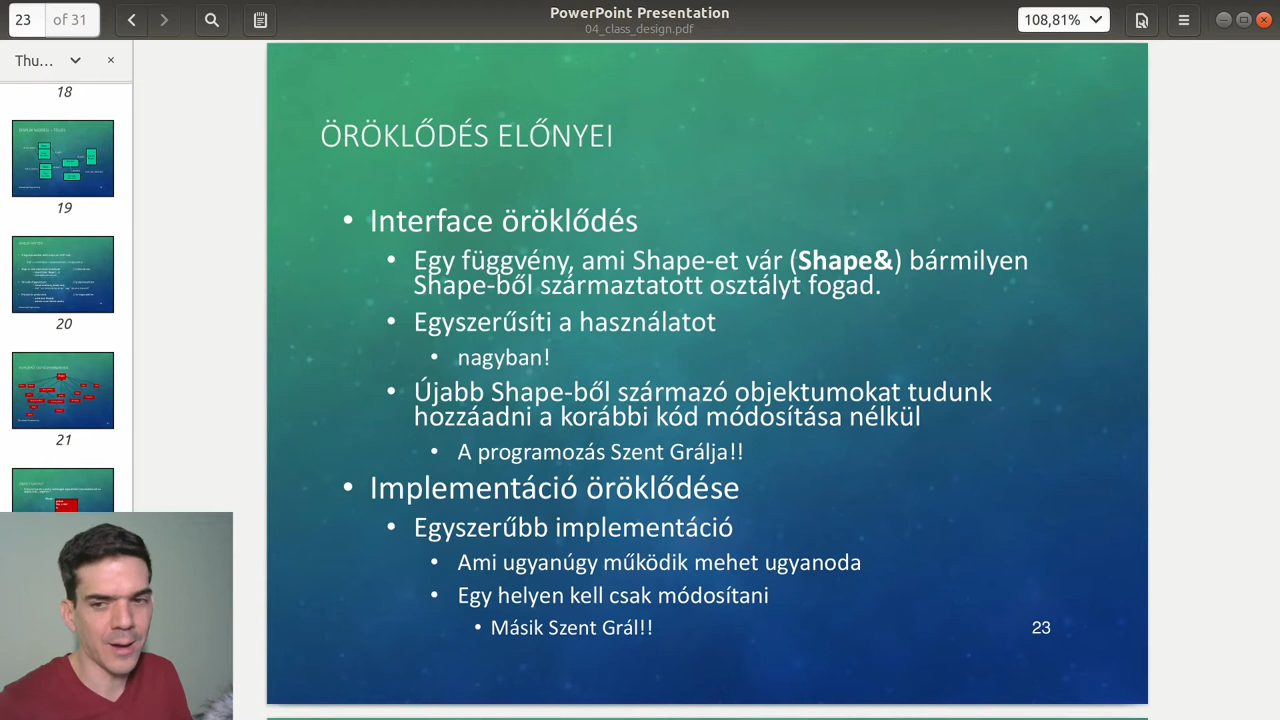 23
of 31
PowerPoint Presentation
04_class_design.pdf
108,81%
Thu...
18
19
20
21
ÖRÖKLŐDÉS ELŐNYEI
• Interface öröklődés
• Egy függvény, ami Shape-et vár (Shape&) bármilyen
Shape-ből származtatott osztályt fogad.
• Egyszerűsíti a használatot
• nagyban!
• Újabb Shape-ből származó objektumokat tudunk
hozzáadni a korábbi kód módosítása nélkül
• A programozás Szent Grálja!!
• Implementáció öröklődése
• Egyszerűbb implementáció
• Ami ugyanúgy működik mehet ugyanoda
• Egy helyen kell csak módosítani
• Másik Szent Grál!!
23